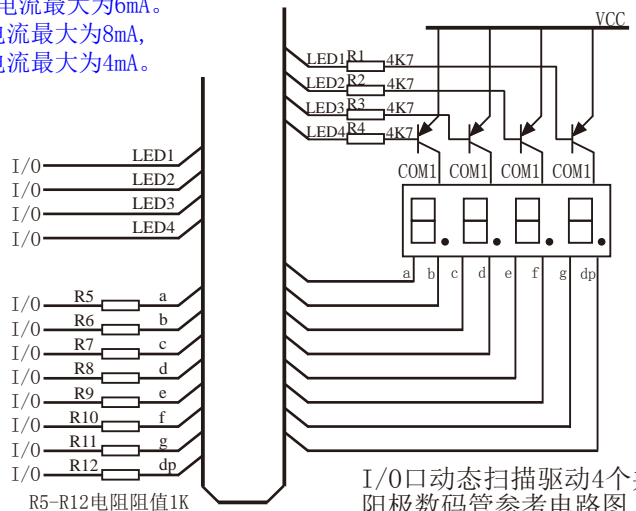 电流最大为6mA。
电流最大为8mA,
电流最大为4mA。
VCC
LED1 R1 4K7
LED2 R2 4K7
LED3 R3 4K7
LED4 R4 4K7
COM1 COM1 COM1 COM1
I/O LED1
I/O LED2
I/O LED3
I/O LED4
a b c d e f g dp
I/O R5 a
I/O R6 b
I/O R7 c
I/O R8 d
I/O R9 e
I/O R10 f
I/O R11 g
I/O R12 dp
R5-R12电阻阻值1K
I/O口动态扫描驱动4个共
阳极数码管参考电路图